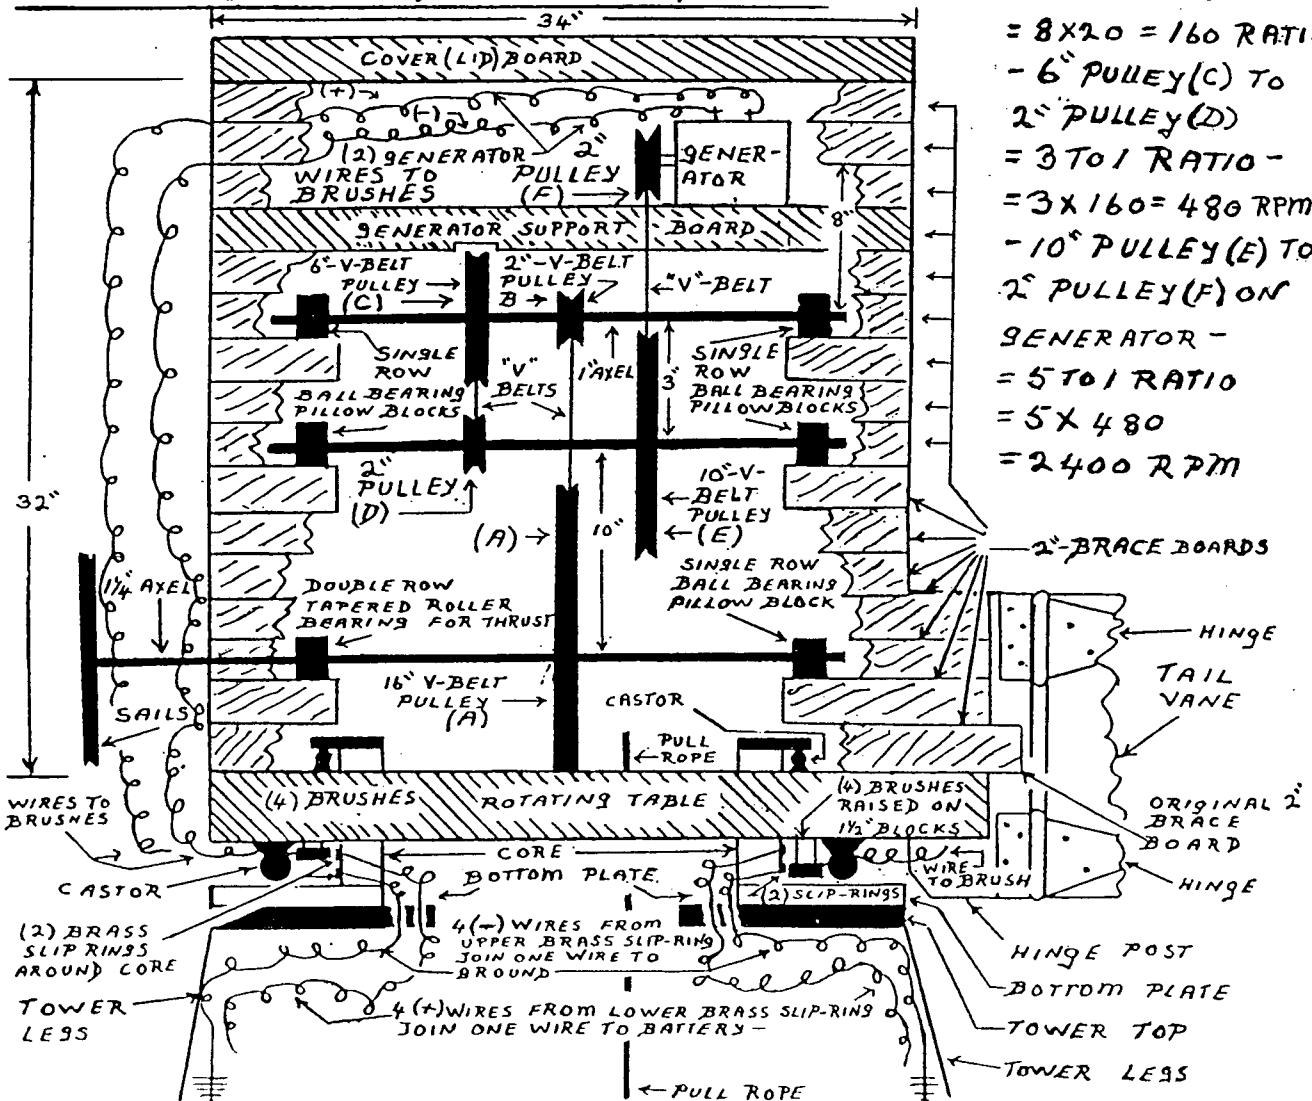 34"
COVER (LID) BOARD
= 8X20 = 160 RATI
- 6" PULLEY(C) TO
2" PULLEY(D)
= 3 TO 1 RATIO -
= 3 X 160 = 480 RPM
- 10" PULLEY(E) TO
2" PULLEY(F) ON
GENERATOR -
= 5 TO 1 RATIO
= 5 X 480
= 2400 RPM
(+)
(-)
(2) GENERATOR
WIRES TO
BRUSHES
2"
PULLEY
(F)
GENER-
ATOR
8"
GENERATOR SUPPORT - BOARD
6"-V-BELT
PULLEY
(C)
2"-V-BELT
PULLEY
B
"V"-BELT
SINGLE
ROW
BALL BEARING
PILLOW BLOCKS
"V"
BELTS
1" AXEL
3"
SINGLE
ROW
BALL BEARING
PILLOW BLOCKS
32"
2"
PULLEY
(D)
(A)
10"
10"-V-
BELT
PULLEY
(E)
2"-BRACE BOARDS
1¼" AXEL
DOUBLE ROW
TAPERED ROLLER
BEARING FOR THRUST
SINGLE ROW
BALL BEARING
PILLOW BLOCK
HINGE
TAIL
VANE
SAILS
16" V-BELT
PULLEY
(A)
CASTOR
PULL
ROPE
WIRES TO
BRUSHES
(4) BRUSHES
ROTATING TABLE
(4) BRUSHES
RAISED ON
1½" BLOCKS
ORIGINAL 2"
BRACE
BOARD
CASTOR
CORE
BOTTOM PLATE
WIRE
TO BRUSH
(2) SLIP-RINGS
HINGE
(2) BRASS
SLIP RINGS
AROUND CORE
4 (-) WIRES FROM
UPPER BRASS SLIP-RING
JOIN ONE WIRE TO
GROUND
HINGE POST
BOTTOM PLATE
TOWER
LEGS
4 (+) WIRES FROM LOWER BRASS SLIP-RING
JOIN ONE WIRE TO BATTERY -
TOWER TOP
TOWER LEGS
PULL ROPE